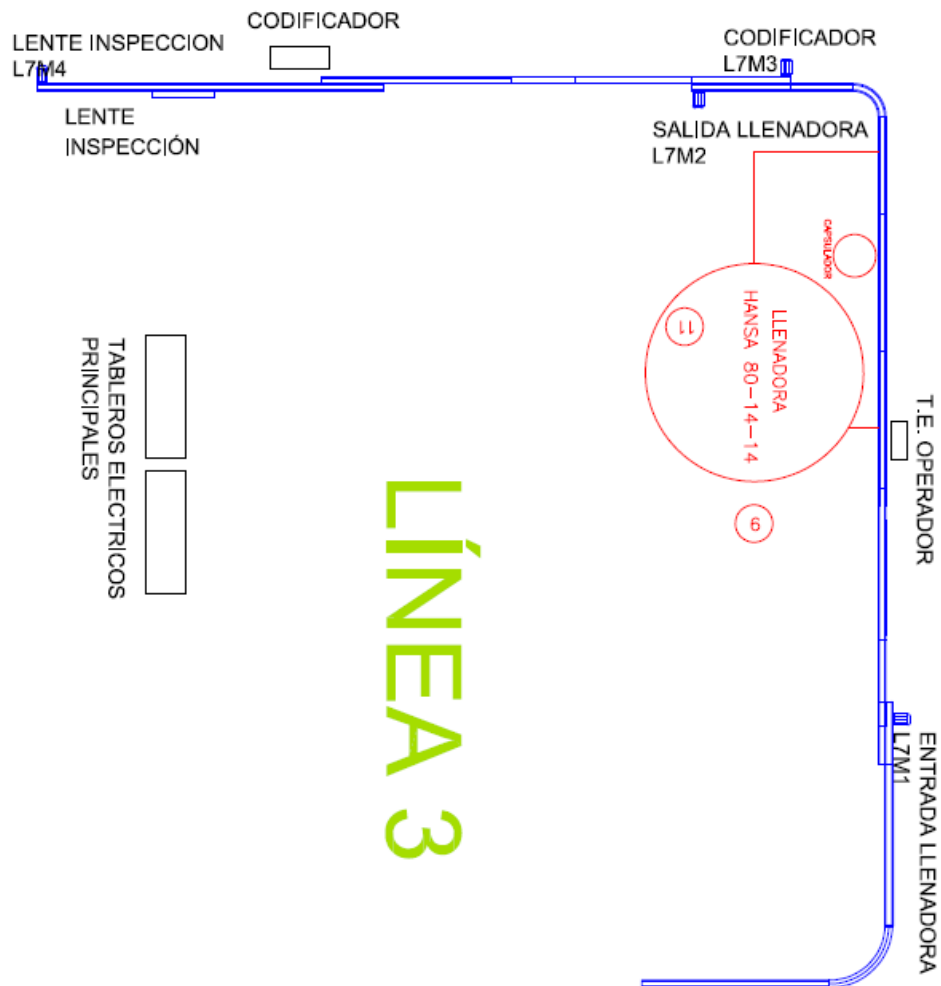 CODIFICADOR
LENTE INSPECCION
L7M4
CODIFICADOR
L7M3
LENTE
INSPECCIÓN
SALIDA LLENADORA
L7M2
CAPSULADOR
LLENADORA
HANSA 80-14-14
11
6
T.E. OPERADOR
TABLEROS ELECTRICOS
PRINCIPALES
LÍNEA 3
ENTRADA LLENADORA
L7M1